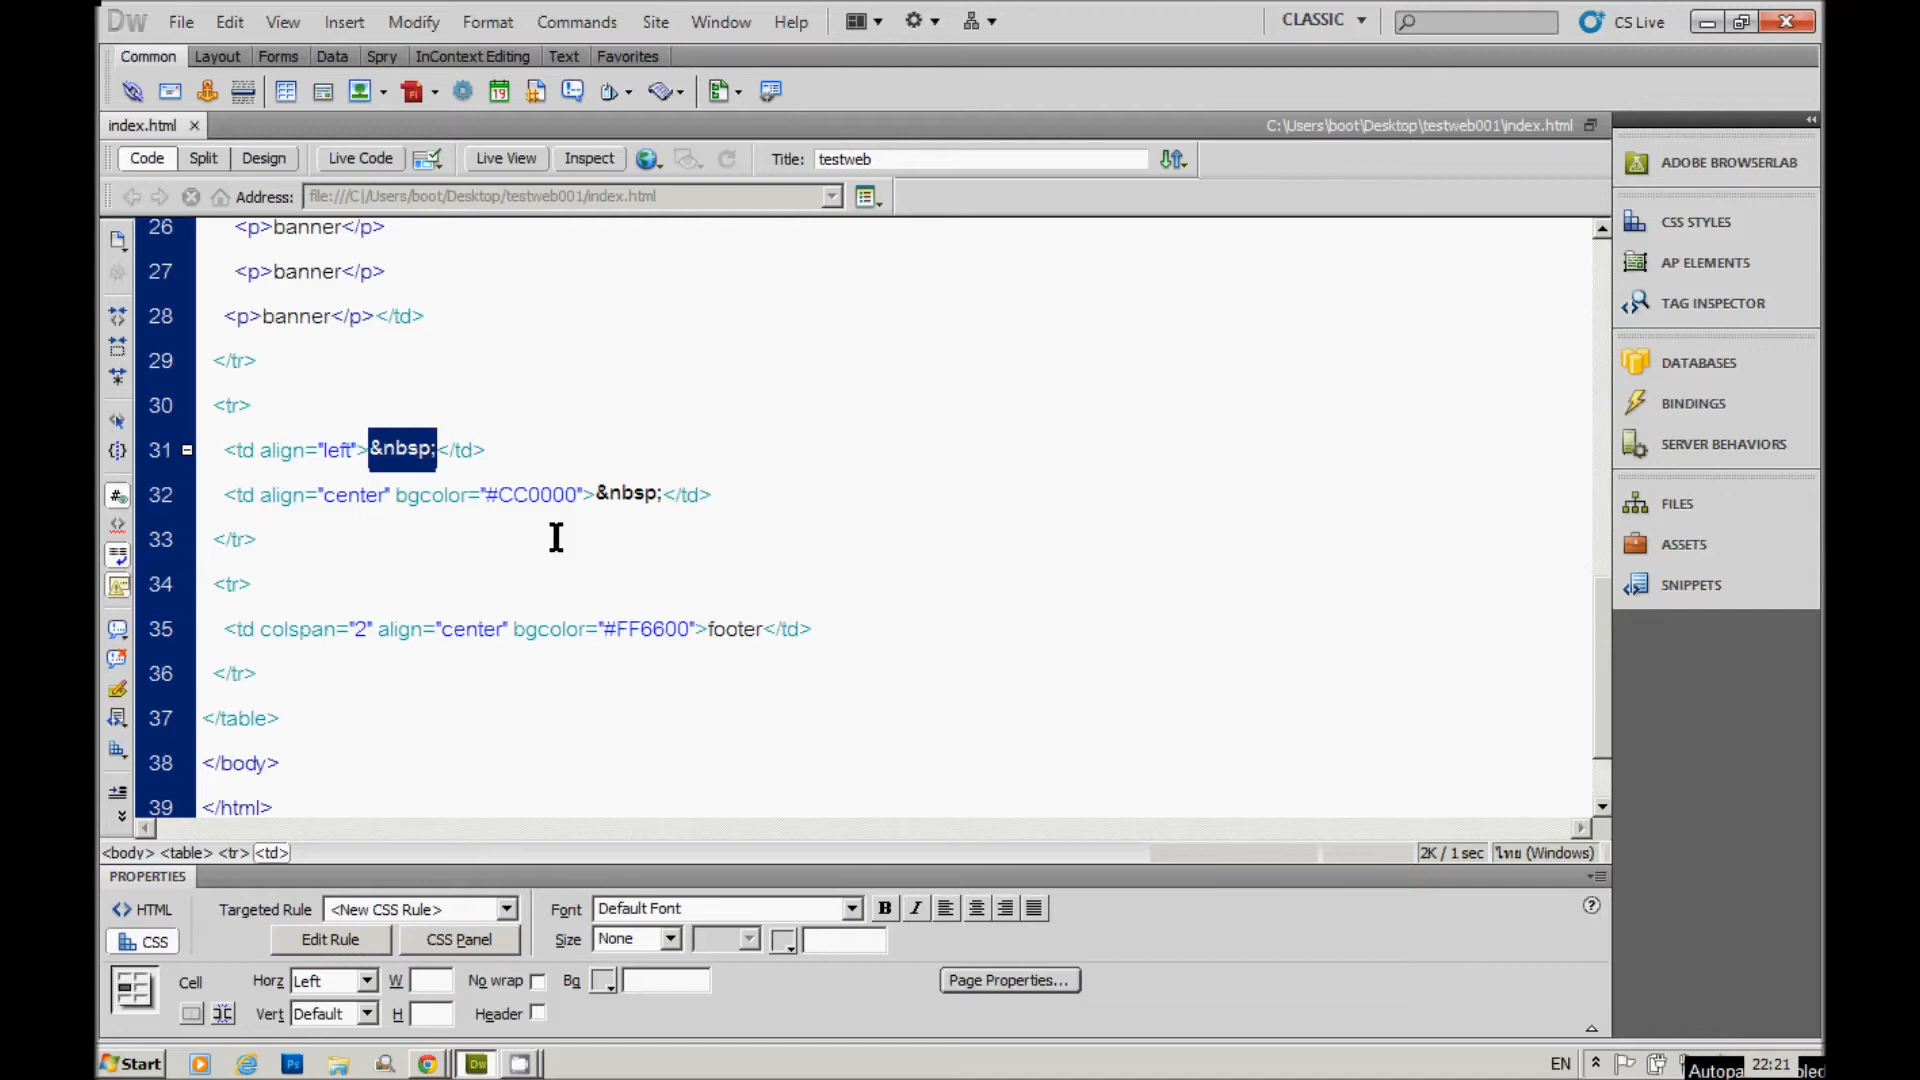 Dw File Edit View Insert Modify Format Commands Site Window Help CLASSIC CS Live
Common Layout Forms Data Spry InContext Editing Text Favorites
index.html C:\Users\boot\Desktop\testweb001\index.html
Code Split Design Live Code Live View Inspect Title: testweb
Address: file:///C|/Users/boot/Desktop/testweb001/index.html
26 <p>banner</p>
27 <p>banner</p>
28 <p>banner</p></td>
29 </tr>
30 <tr>
31 <td align="left">&nbsp;</td>
32 <td align="center" bgcolor="#CC0000">&nbsp;</td>
33 </tr>
34 <tr>
35 <td colspan="2" align="center" bgcolor="#FF6600">footer</td>
36 </tr>
37 </table>
38 </body>
39 </html>
ADOBE BROWSERLAB
CSS STYLES
AP ELEMENTS
TAG INSPECTOR
DATABASES
BINDINGS
SERVER BEHAVIORS
FILES
ASSETS
SNIPPETS
<body> <table> <tr> <td> 2K / 1 sec ไทย (Windows)
PROPERTIES
<> HTML Targeted Rule <New CSS Rule> Font Default Font B I
CSS Edit Rule CSS Panel Size None
Cell Horz Left W No wrap Bg Page Properties...
Vert Default H Header
Start Ps Dw EN 22:21